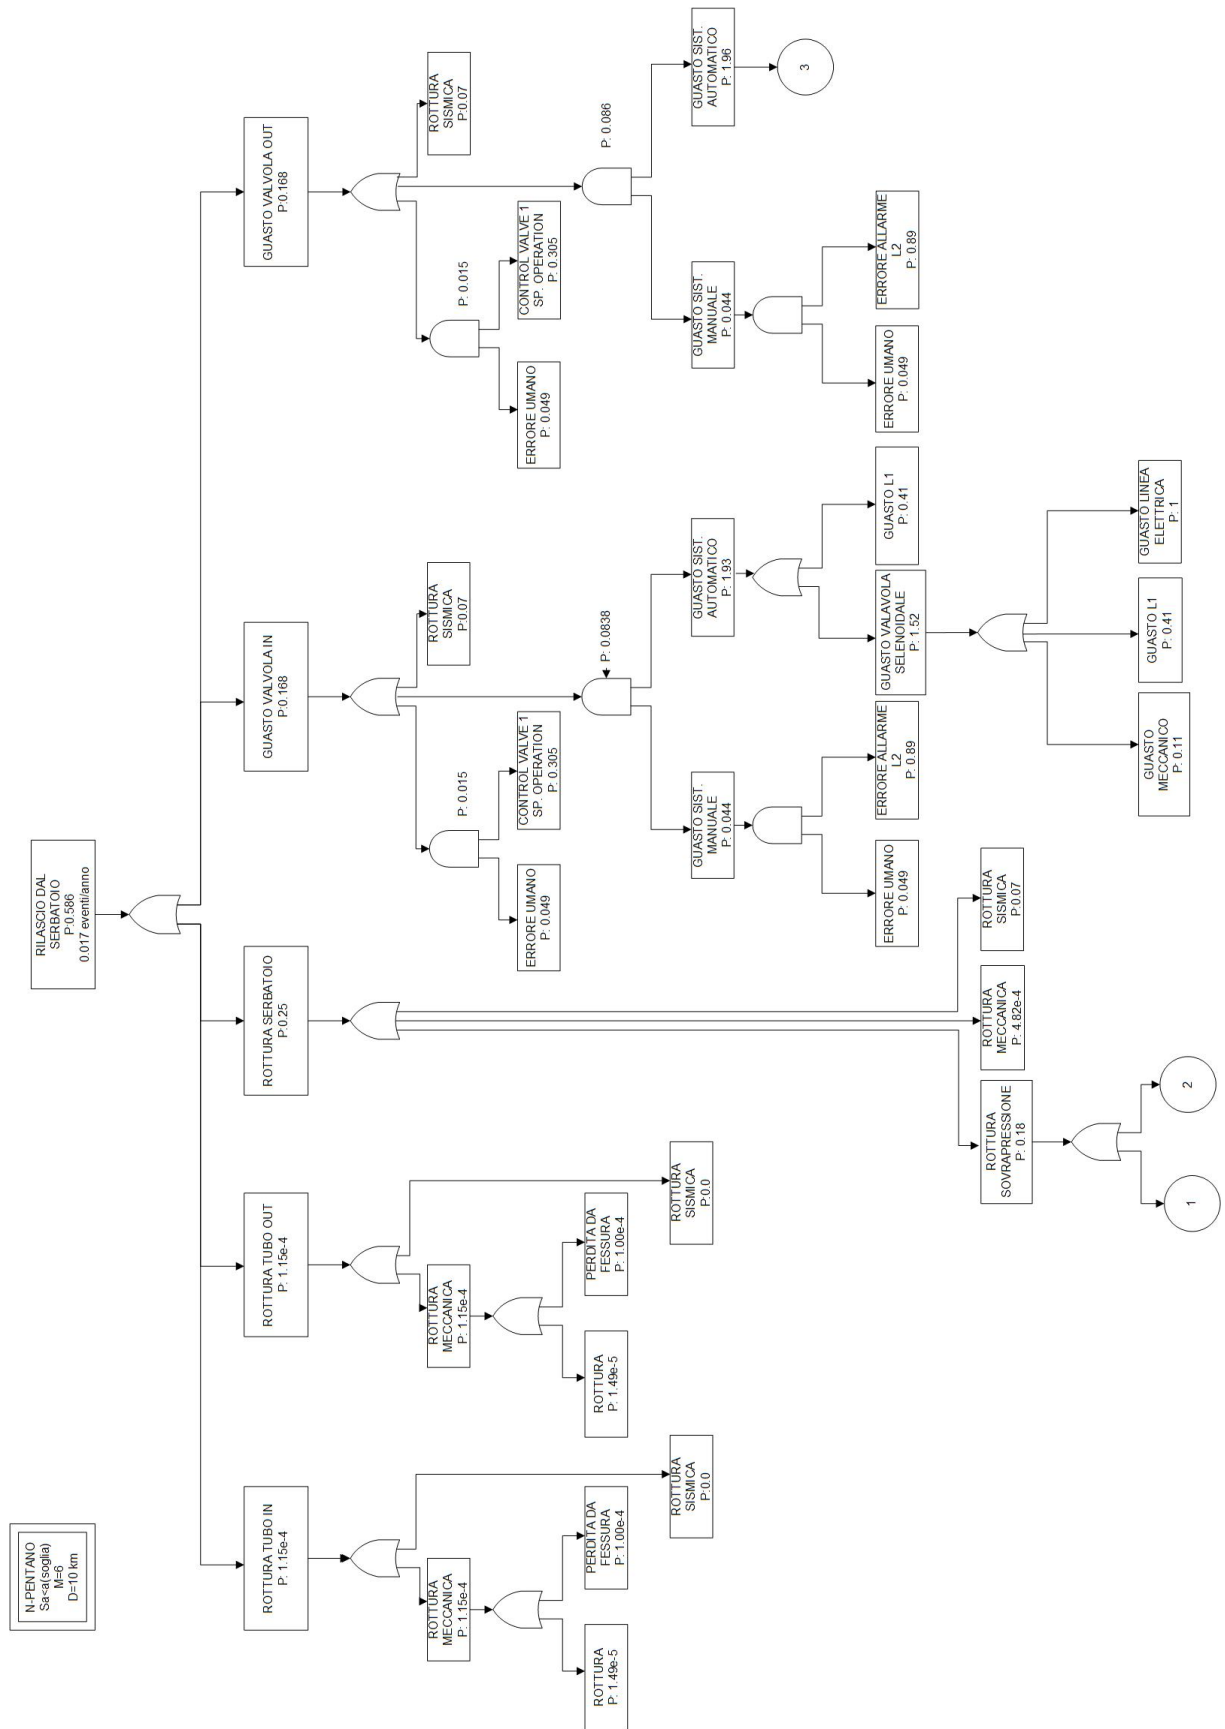 N-PENTANO
Sa<a(soglia)
M=6
D=10 km
RILASCIO DAL
SERBATOIO
P:0.586
0.017 eventi/anno
ROTTURA TUBO IN
P: 1.15e-4
ROTTURA TUBO OUT
P: 1.15e-4
ROTTURA SERBATOIO
P:0.25
GUASTO VALVOLA IN
P:0.168
GUASTO VALVOLA OUT
P:0.168
ROTTURA
MECCANICA
P: 1.15e-4
ROTTURA
MECCANICA
P: 1.15e-4
P: 0.015
ROTTURA
SISMICA
P:0.07
P: 0.015
ROTTURA
SISMICA
P:0.07
ERRORE UMANO
P: 0.049
CONTROL VALVE 1
SP. OPERATION
P: 0.305
ERRORE UMANO
P: 0.049
CONTROL VALVE 1
SP. OPERATION
P: 0.305
ROTTURA
P: 1.49e-5
PERDITA DA
FESSURA
P: 1.00e-4
ROTTURA
P: 1.49e-5
PERDITA DA
FESSURA
P: 1.00e-4
P: 0.0838
P: 0.086
ROTTURA
SISMICA
P:0.0
ROTTURA
SISMICA
P:0.0
GUASTO SIST.
MANUALE
P: 0.044
GUASTO SIST.
AUTOMATICO
P: 1.93
GUASTO SIST.
MANUALE
P: 0.044
GUASTO SIST.
AUTOMATICO
P: 1.96
3
ERRORE UMANO
P: 0.049
ERRORE ALLARME
L2
P: 0.89
GUASTO VALAVOLA
SELENOIDALE
P: 1.52
GUASTO L1
P: 0.41
ERRORE UMANO
P: 0.049
ERRORE ALLARME
L2
P: 0.89
ROTTURA
SOVRAPRESSIONE
P: 0.18
ROTTURA
MECCANICA
P: 4.82e-4
ROTTURA
SISMICA
P:0.07
GUASTO
MECCANICO
P: 0.11
GUASTO L1
P: 0.41
GUASTO LINEA
ELETTRICA
P: 1
1
2